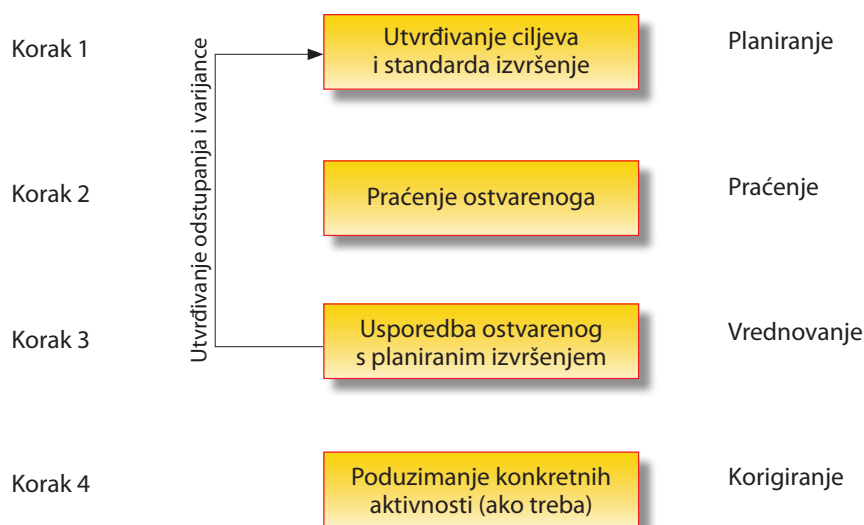 Korak 1
Utvrđivanje ciljeva
i standarda izvršenje
Planiranje
Utvrđivanje odstupanja i varijance
Korak 2
Praćenje ostvarenoga
Praćenje
Korak 3
Usporedba ostvarenog
s planiranim izvršenjem
Vrednovanje
Korak 4
Poduzimanje konkretnih
aktivnosti (ako treba)
Korigiranje